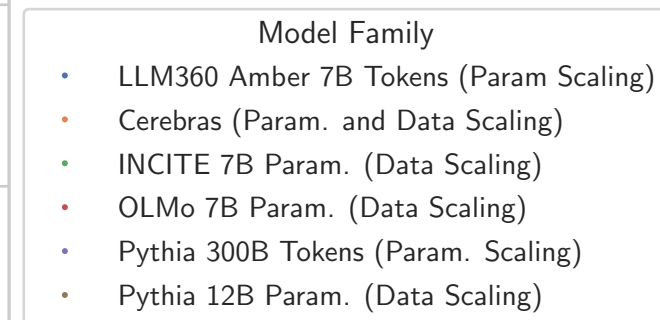 Model Family
LLM360 Amber 7B Tokens (Param Scaling)
Cerebras (Param. and Data Scaling)
INCITE 7B Param. (Data Scaling)
OLMo 7B Param. (Data Scaling)
Pythia 300B Tokens (Param. Scaling)
Pythia 12B Param. (Data Scaling)